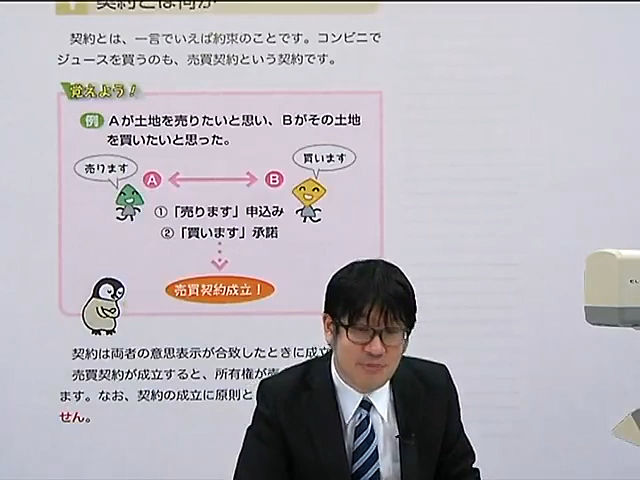 1 契約とは何か
契約とは、一言でいえば約束のことです。コンビニで
ジュースを買うのも、売買契約という契約です。
覚えよう!
例 Aが土地を売りたいと思い、Bがその土地
を買いたいと思った。
売ります
買います
A
B
①「売ります」申込み
②「買います」承諾
売買契約成立!
契約は両者の意思表示が合致したときに成
売買契約が成立すると、所有権が
ます。なお、契約の成立に原則と
せん。